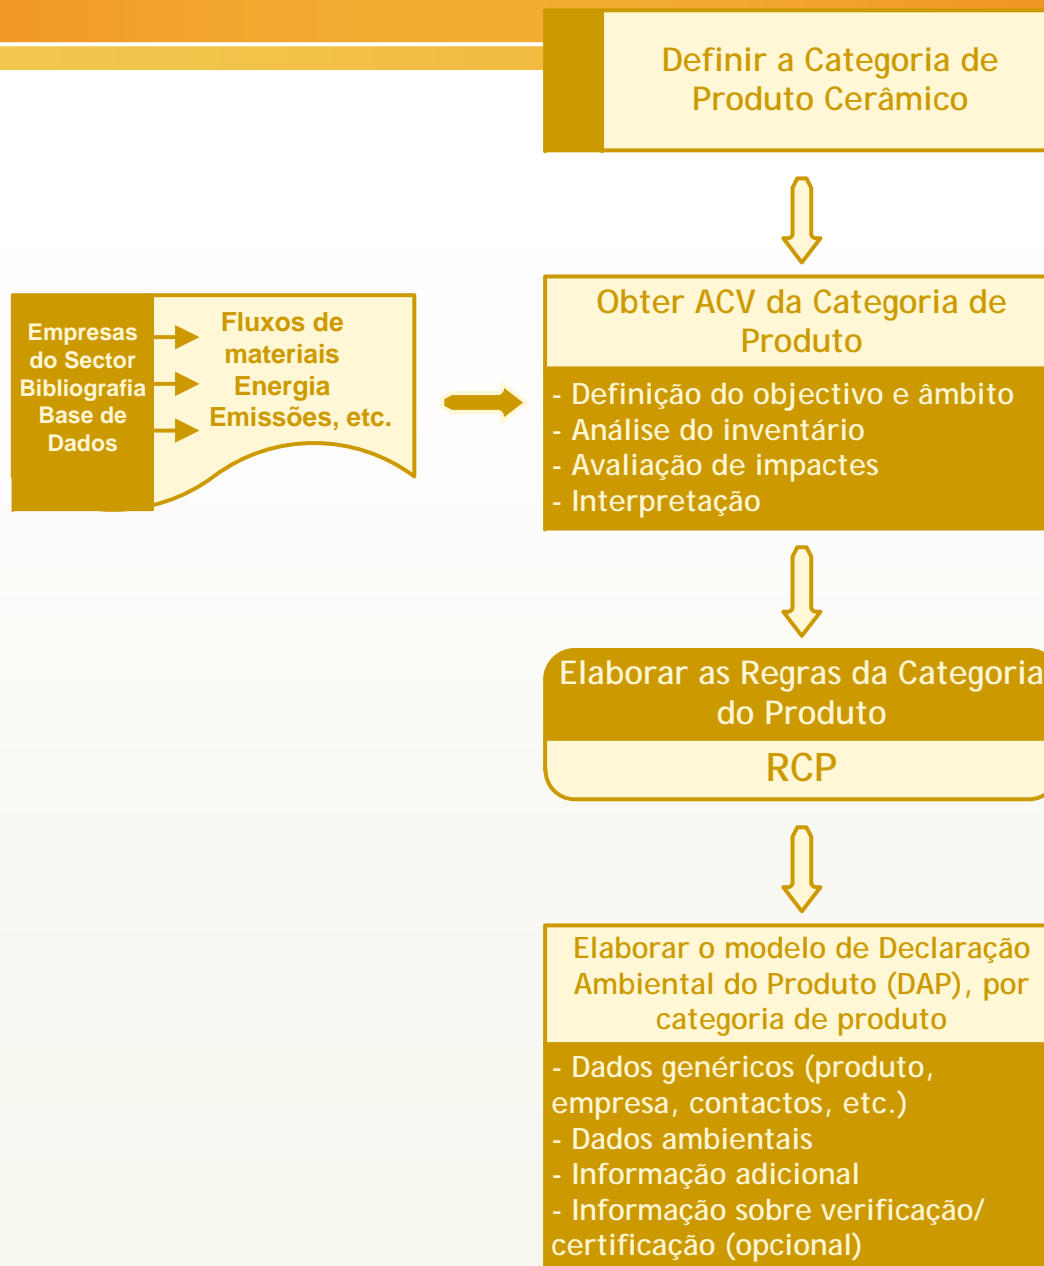 Definir a Categoria de
Produto Cerâmico
Empresas
do Sector
Bibliografia
Base de
Dados
Fluxos de
materiais
Energia
Emissões, etc.
Obter ACV da Categoria de
Produto
- Definição do objectivo e âmbito
- Análise do inventário
- Avaliação de impactes
- Interpretação
Elaborar as Regras da Categoria
do Produto
RCP
Elaborar o modelo de Declaração
Ambiental do Produto (DAP), por
categoria de produto
- Dados genéricos (produto,
empresa, contactos, etc.)
- Dados ambientais
- Informação adicional
- Informação sobre verificação/
certificação (opcional)